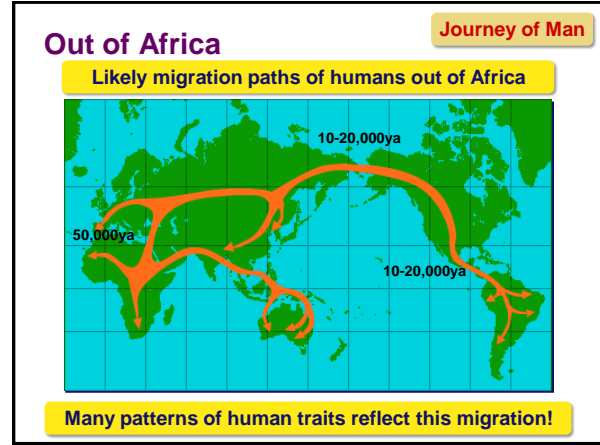 Journey of Man
Out of Africa
Likely migration paths of humans out of Africa
10-20,000ya
50,000ya
10-20,000ya
Many patterns of human traits reflect this migration!